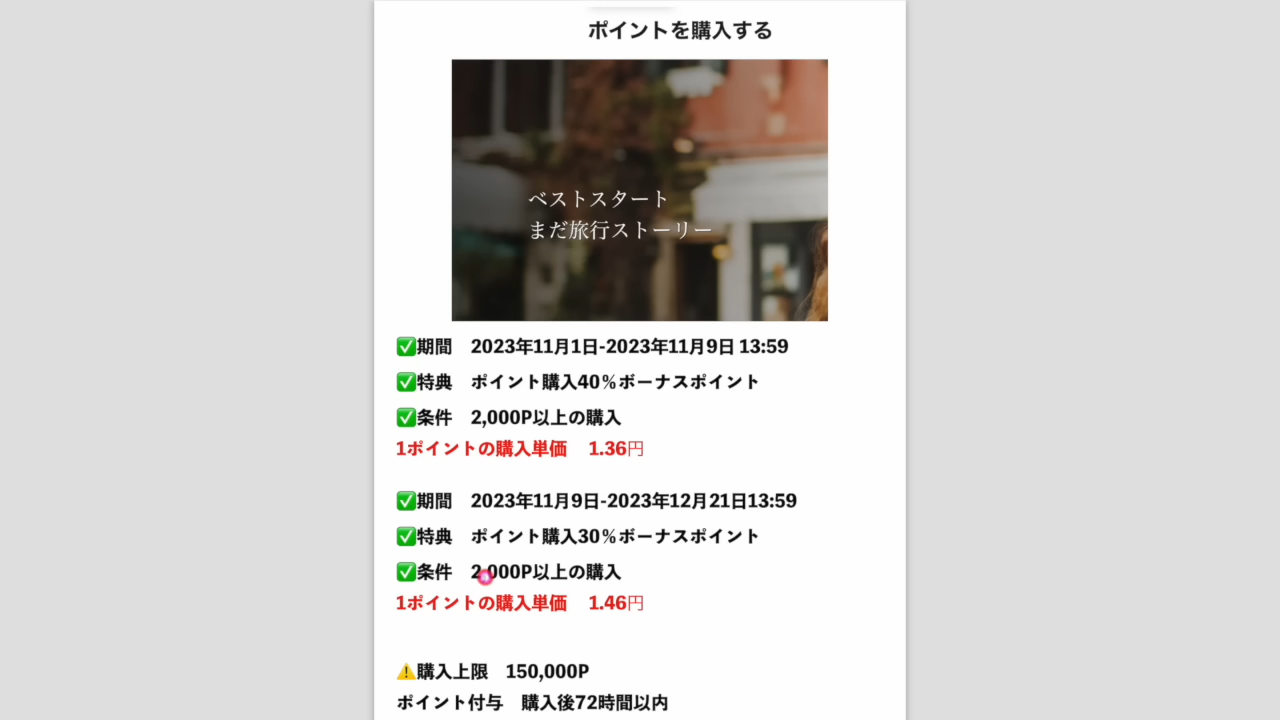 ポイントを購入する
ベストスタート
まだ旅行ストーリー
✅期間　2023年11月1日-2023年11月9日 13:59
✅特典　ポイント購入40％ボーナスポイント
✅条件　2,000P以上の購入
1ポイントの購入単価　1.36円
✅期間　2023年11月9日-2023年12月21日13:59
✅特典　ポイント購入30％ボーナスポイント
✅条件　2,000P以上の購入
1ポイントの購入単価　1.46円
⚠️購入上限　150,000P
ポイント付与　購入後72時間以内